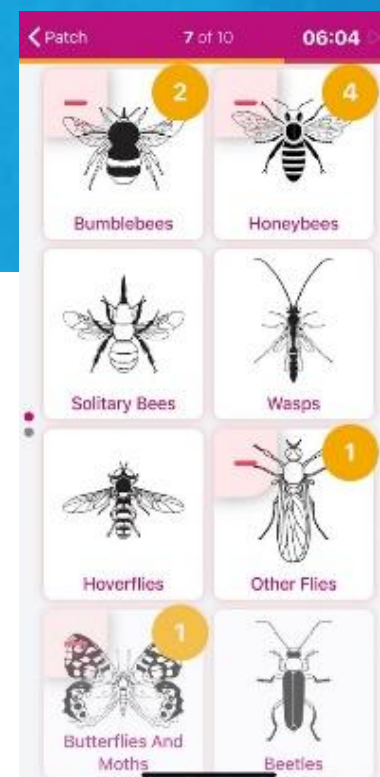 Patch 7 of 10 06:04
2 4
Bumblebees Honeybees
Solitary Bees Wasps
1
Hoverflies Other Flies
1
Butterflies And
Moths Beetles